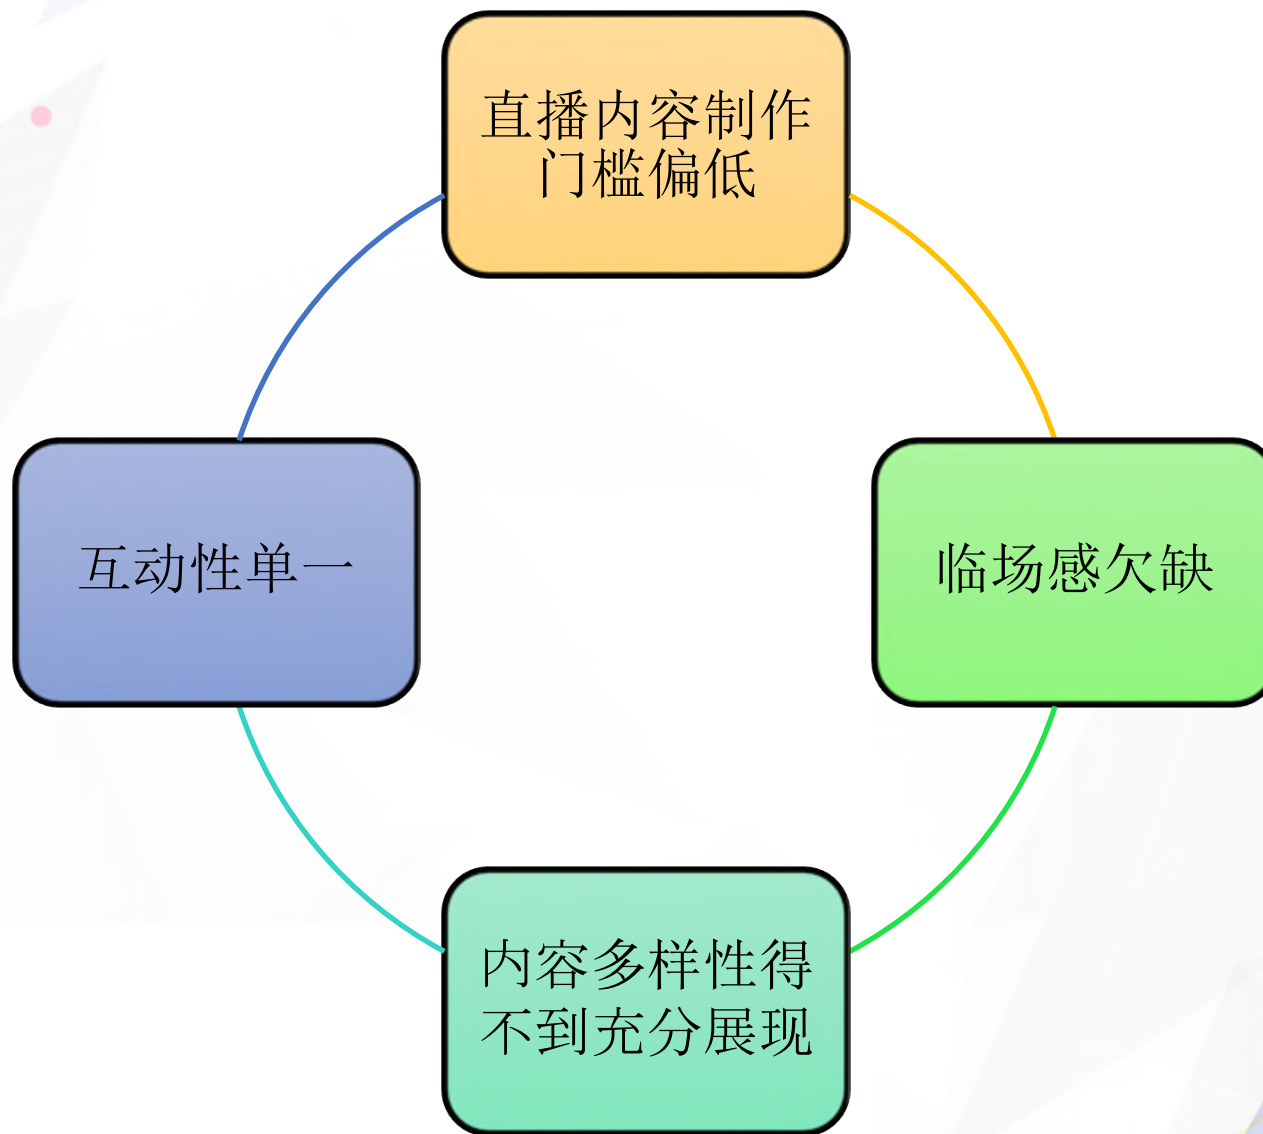 直播内容制作
门槛偏低
互动性单一
临场感欠缺
内容多样性得
不到充分展现